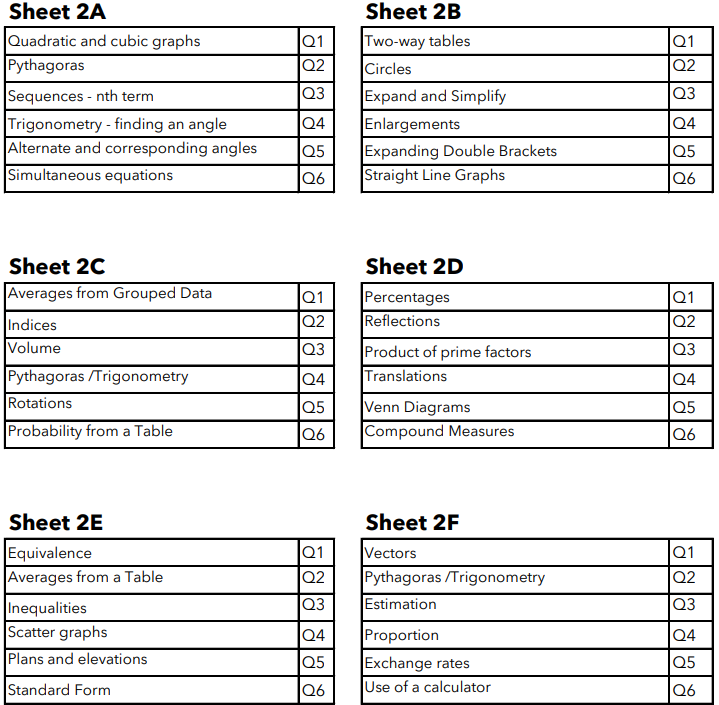 Sheet 2A
Quadratic and cubic graphs Q1
Pythagoras Q2
Sequences - nth term Q3
Trigonometry - finding an angle Q4
Alternate and corresponding angles Q5
Simultaneous equations Q6
Sheet 2B
Two-way tables Q1
Circles Q2
Expand and Simplify Q3
Enlargements Q4
Expanding Double Brackets Q5
Straight Line Graphs Q6
Sheet 2C
Averages from Grouped Data Q1
Indices Q2
Volume Q3
Pythagoras /Trigonometry Q4
Rotations Q5
Probability from a Table Q6
Sheet 2D
Percentages Q1
Reflections Q2
Product of prime factors Q3
Translations Q4
Venn Diagrams Q5
Compound Measures Q6
Sheet 2E
Equivalence Q1
Averages from a Table Q2
Inequalities Q3
Scatter graphs Q4
Plans and elevations Q5
Standard Form Q6
Sheet 2F
Vectors Q1
Pythagoras /Trigonometry Q2
Estimation Q3
Proportion Q4
Exchange rates Q5
Use of a calculator Q6